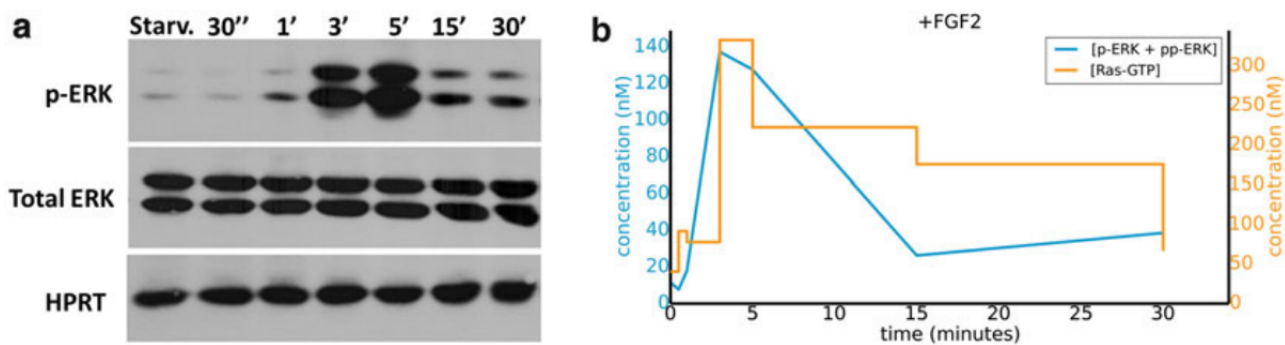 a
Starv. 30'' 1' 3' 5' 15' 30'
p-ERK
Total ERK
HPRT
b
+FGF2
[p-ERK + pp-ERK]
[Ras-GTP]
concentration (nM)
140
120
100
80
60
40
20
0
300
250
200
150
100
50
0
concentration (nM)
0 5 10 15 20 25 30
time (minutes)